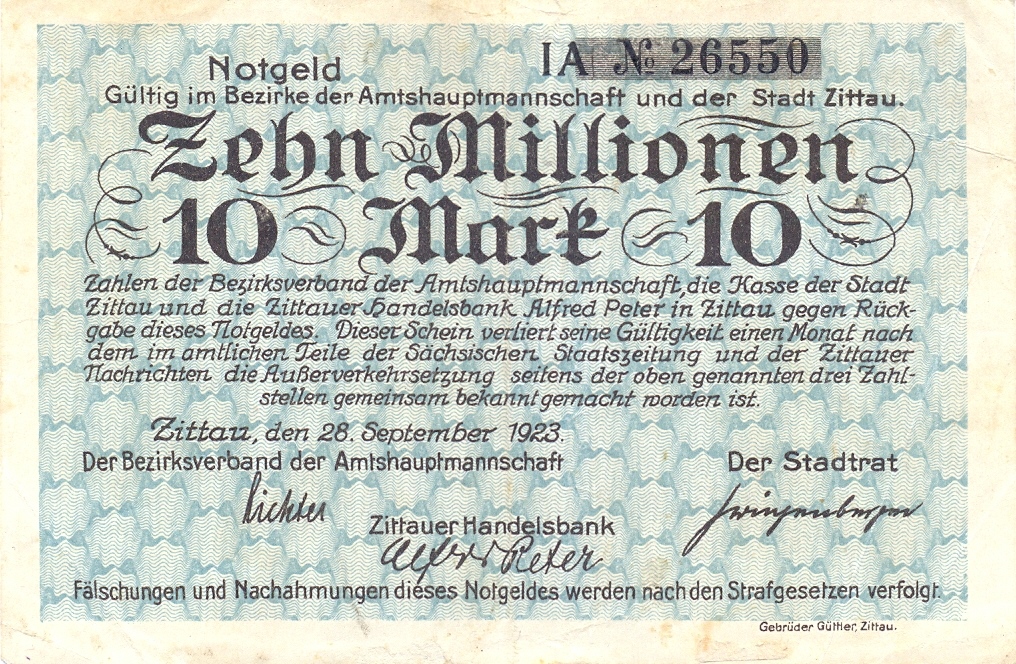 Notgeld
IA № 26550
Gültig im Bezirke der Amtshauptmannschaft und der Stadt Zittau.
Zehn Millionen
10 Mark 10
Zahlen der Bezirksverband der Amtshauptmannschaft, die Kasse der Stadt
Zittau und die Zittauer Handelsbank Alfred Peter in Zittau gegen Rück-
gabe dieses Notgeldes. Dieser Schein verliert seine Gültigkeit einen Monat nach
dem im amtlichen Teile der Sächsischen Staatszeitung und der Zittauer
Nachrichten die Außerverkehrsetzung seitens der oben genannten drei Zahl-
stellen gemeinsam bekannt gemacht worden ist.
Zittau, den 28. September 1923.
Der Bezirksverband der Amtshauptmannschaft
Der Stadtrat
Richter
Zittauer Handelsbank
Alfred Peter
Fälschungen und Nachahmungen dieses Notgeldes werden nach den Strafgesetzen verfolgt.
Gebrüder Güttler, Zittau.